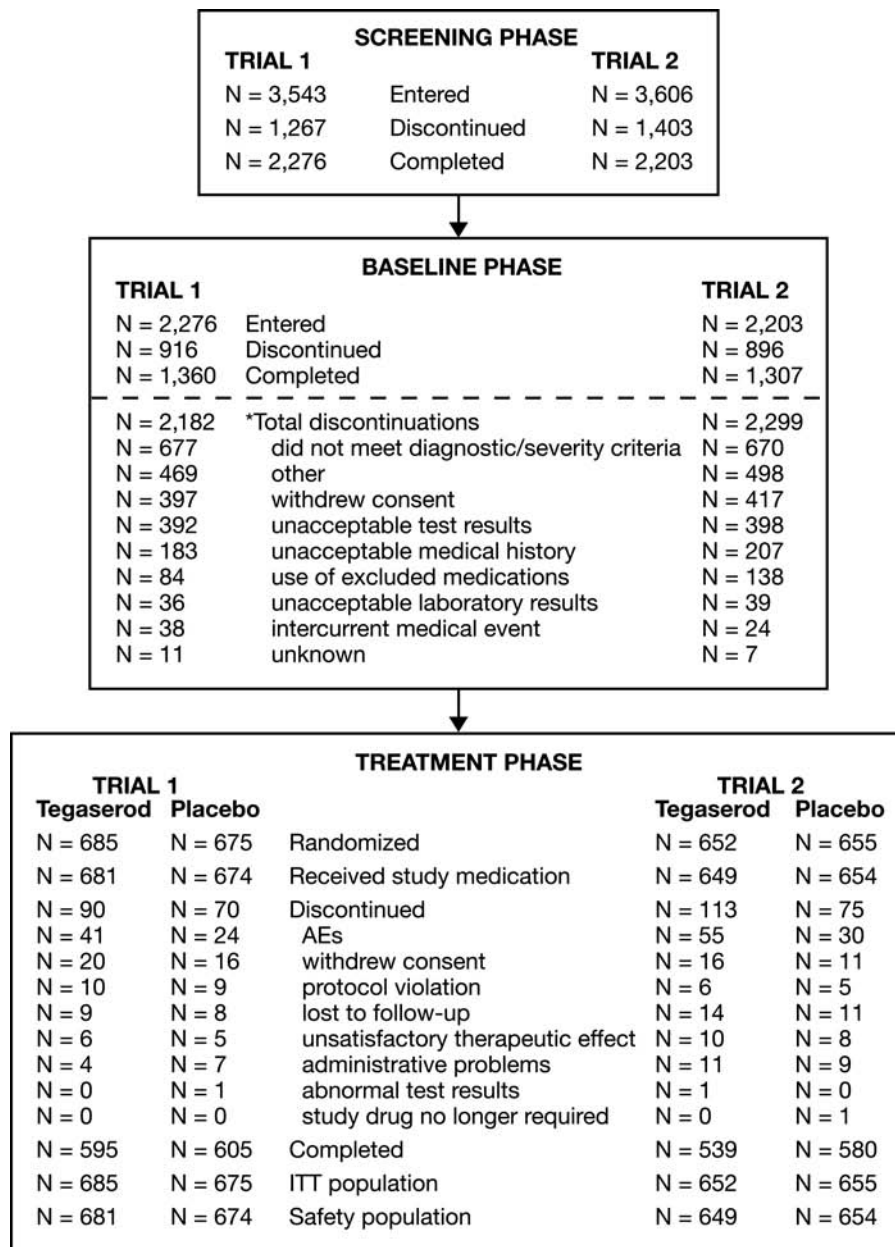 SCREENING PHASE
TRIAL 1 TRIAL 2
N = 3,543 Entered N = 3,606
N = 1,267 Discontinued N = 1,403
N = 2,276 Completed N = 2,203
BASELINE PHASE
TRIAL 1 TRIAL 2
N = 2,276 Entered N = 2,203
N = 916 Discontinued N = 896
N = 1,360 Completed N = 1,307
N = 2,182 *Total discontinuations N = 2,299
N = 677 did not meet diagnostic/severity criteria N = 670
N = 469 other N = 498
N = 397 withdrew consent N = 417
N = 392 unacceptable test results N = 398
N = 183 unacceptable medical history N = 207
N = 84 use of excluded medications N = 138
N = 36 unacceptable laboratory results N = 39
N = 38 intercurrent medical event N = 24
N = 11 unknown N = 7
TREATMENT PHASE
TRIAL 1 TRIAL 2
Tegaserod Placebo Tegaserod Placebo
N = 685 N = 675 Randomized N = 652 N = 655
N = 681 N = 674 Received study medication N = 649 N = 654
N = 90 N = 70 Discontinued N = 113 N = 75
N = 41 N = 24 AEs N = 55 N = 30
N = 20 N = 16 withdrew consent N = 16 N = 11
N = 10 N = 9 protocol violation N = 6 N = 5
N = 9 N = 8 lost to follow-up N = 14 N = 11
N = 6 N = 5 unsatisfactory therapeutic effect N = 10 N = 8
N = 4 N = 7 administrative problems N = 11 N = 9
N = 0 N = 1 abnormal test results N = 1 N = 0
N = 0 N = 0 study drug no longer required N = 0 N = 1
N = 595 N = 605 Completed N = 539 N = 580
N = 685 N = 675 ITT population N = 652 N = 655
N = 681 N = 674 Safety population N = 649 N = 654